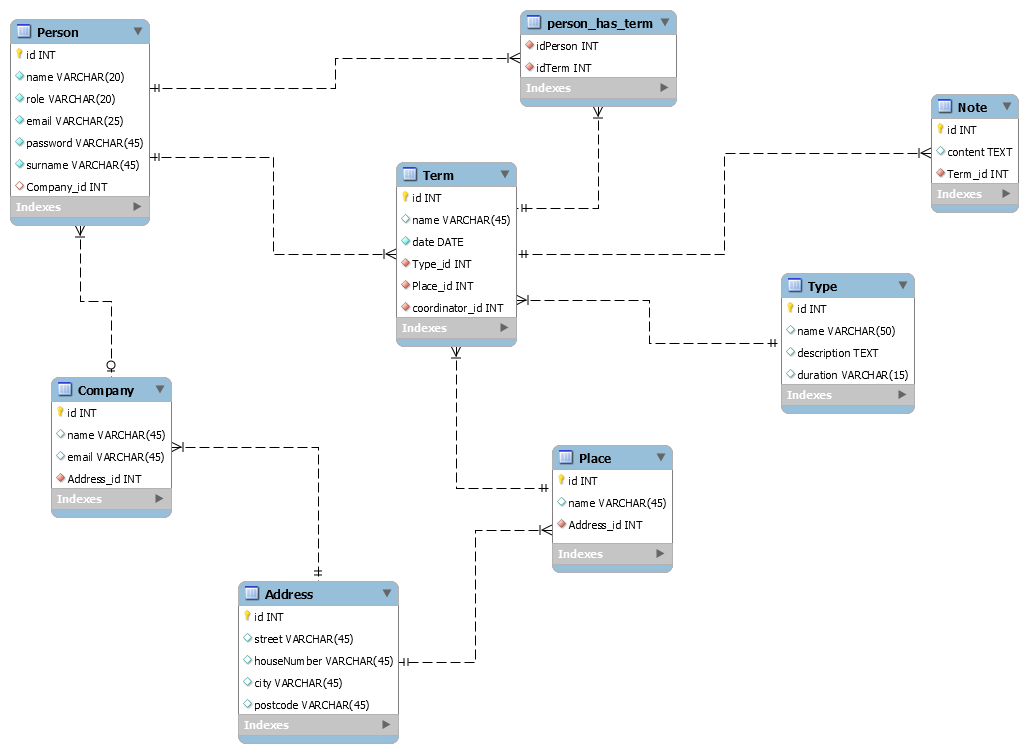 Person
id INT
name VARCHAR(20)
role VARCHAR(20)
email VARCHAR(25)
password VARCHAR(45)
surname VARCHAR(45)
Company_id INT
Indexes
person_has_term
idPerson INT
idTerm INT
Indexes
Note
id INT
content TEXT
Term_id INT
Indexes
Term
id INT
name VARCHAR(45)
date DATE
Type_id INT
Place_id INT
coordinator_id INT
Indexes
Type
id INT
name VARCHAR(50)
description TEXT
duration VARCHAR(15)
Indexes
Company
id INT
name VARCHAR(45)
email VARCHAR(45)
Address_id INT
Indexes
Place
id INT
name VARCHAR(45)
Address_id INT
Indexes
Address
id INT
street VARCHAR(45)
houseNumber VARCHAR(45)
city VARCHAR(45)
postcode VARCHAR(45)
Indexes